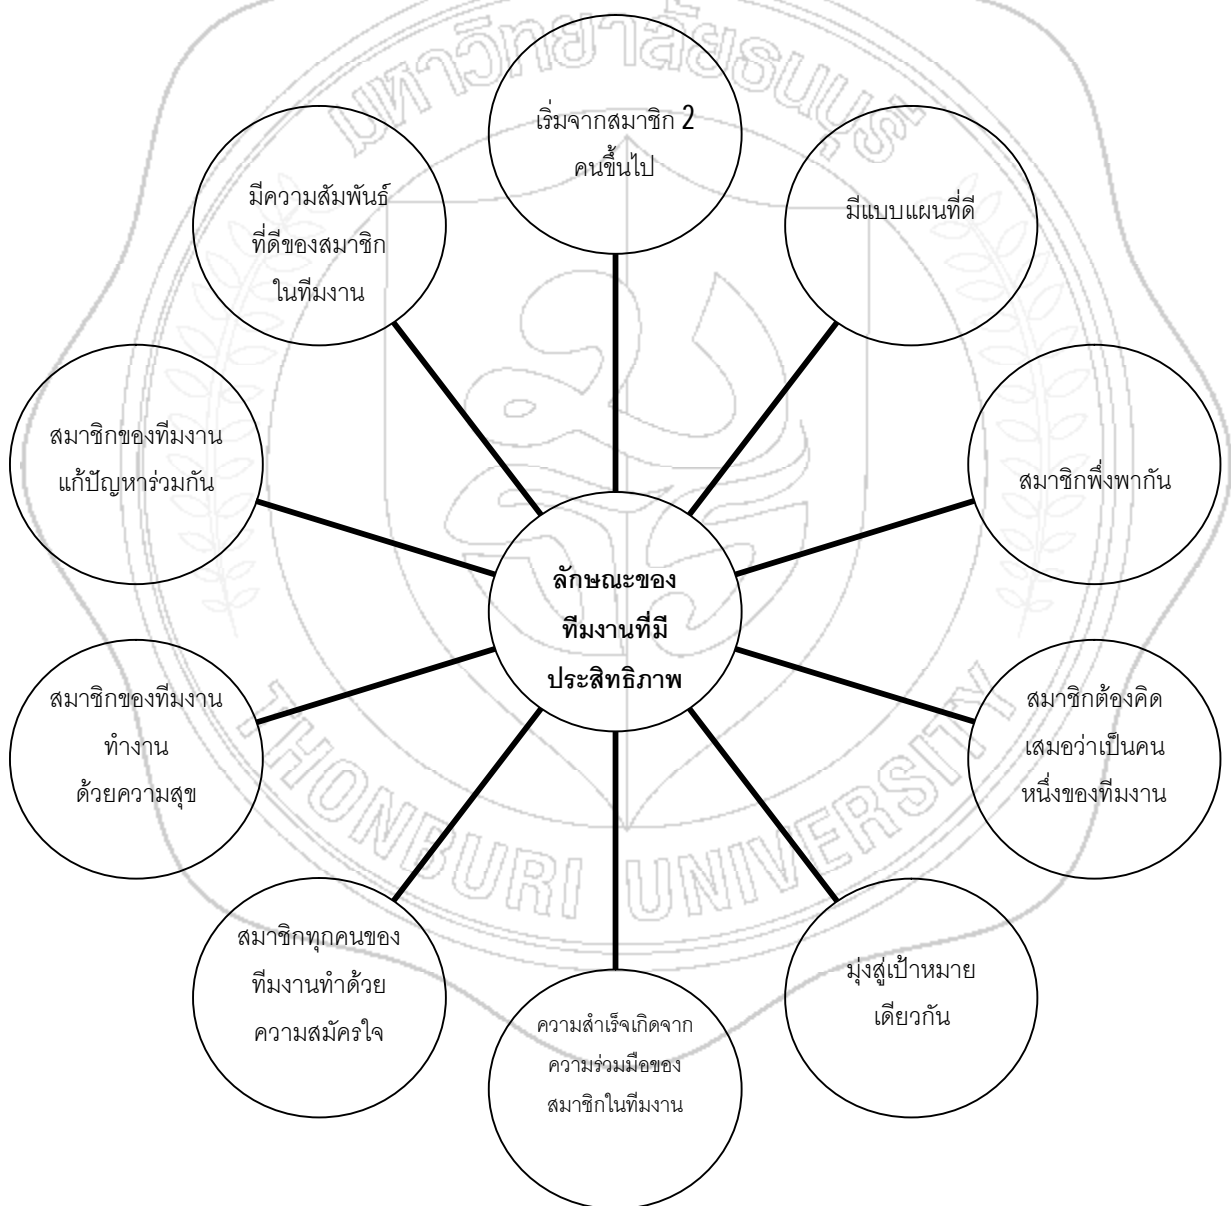 มหาวิทยาลัยธนบุรี
เริ่มจากสมาชิก 2
คนขึ้นไป
มีแบบแผนที่ดี
สมาชิกพึ่งพากัน
สมาชิกต้องคิด
เสมอว่าเป็นคน
หนึ่งของทีมงาน
มุ่งสู่เป้าหมาย
เดียวกัน
ความสำเร็จเกิดจาก
ความร่วมมือของ
สมาชิกในทีมงาน
สมาชิกทุกคนของ
ทีมงานทำด้วย
ความสมัครใจ
สมาชิกของทีมงาน
ทำงาน
ด้วยความสุข
สมาชิกของทีมงาน
แก้ปัญหาร่วมกัน
มีความสัมพันธ์
ที่ดีของสมาชิก
ในทีมงาน
ลักษณะของ
ทีมงานที่มี
ประสิทธิภาพ
THONBURI UNIVERSITY